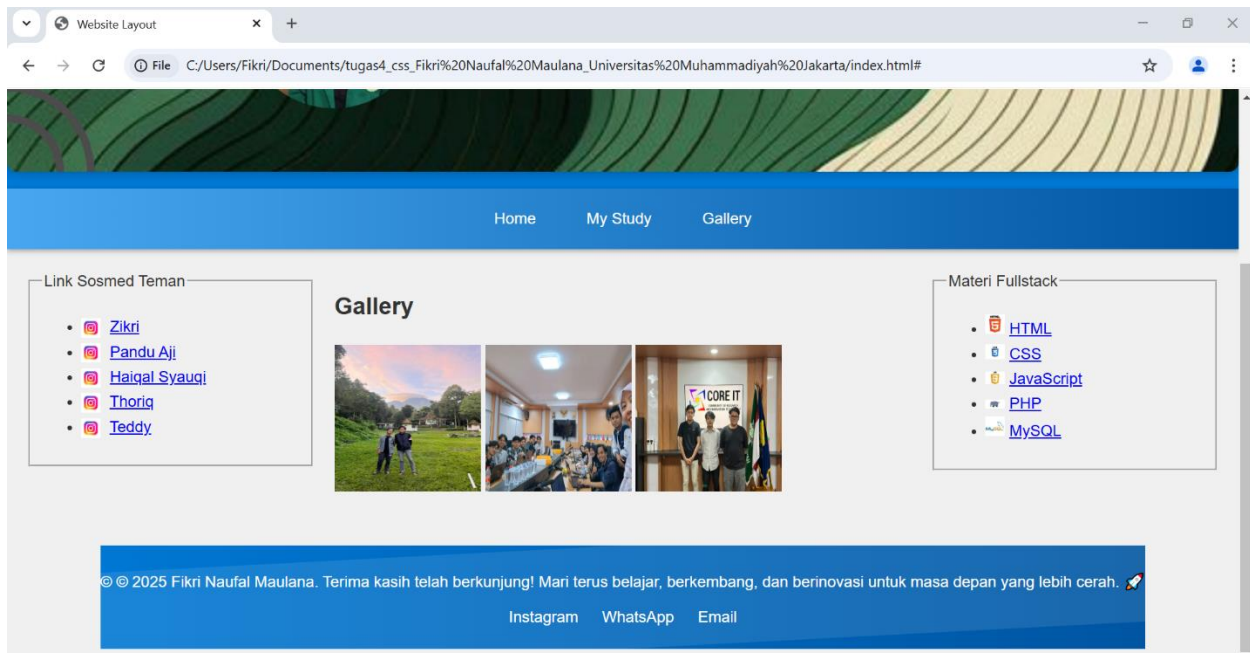 Website Layout
File C:/Users/Fikri/Documents/tugas4_css_Fikri%20Naufal%20Maulana_Universitas%20Muhammadiyah%20Jakarta/index.html#
Home My Study Gallery
Link Sosmed Teman
Zikri
Pandu Aji
Haiqal Syauqi
Thoriq
Teddy
Gallery
CORE IT
Materi Fullstack
HTML
CSS
JavaScript
PHP
MySQL
© © 2025 Fikri Naufal Maulana. Terima kasih telah berkunjung! Mari terus belajar, berkembang, dan berinovasi untuk masa depan yang lebih cerah. 🚀
Instagram WhatsApp Email